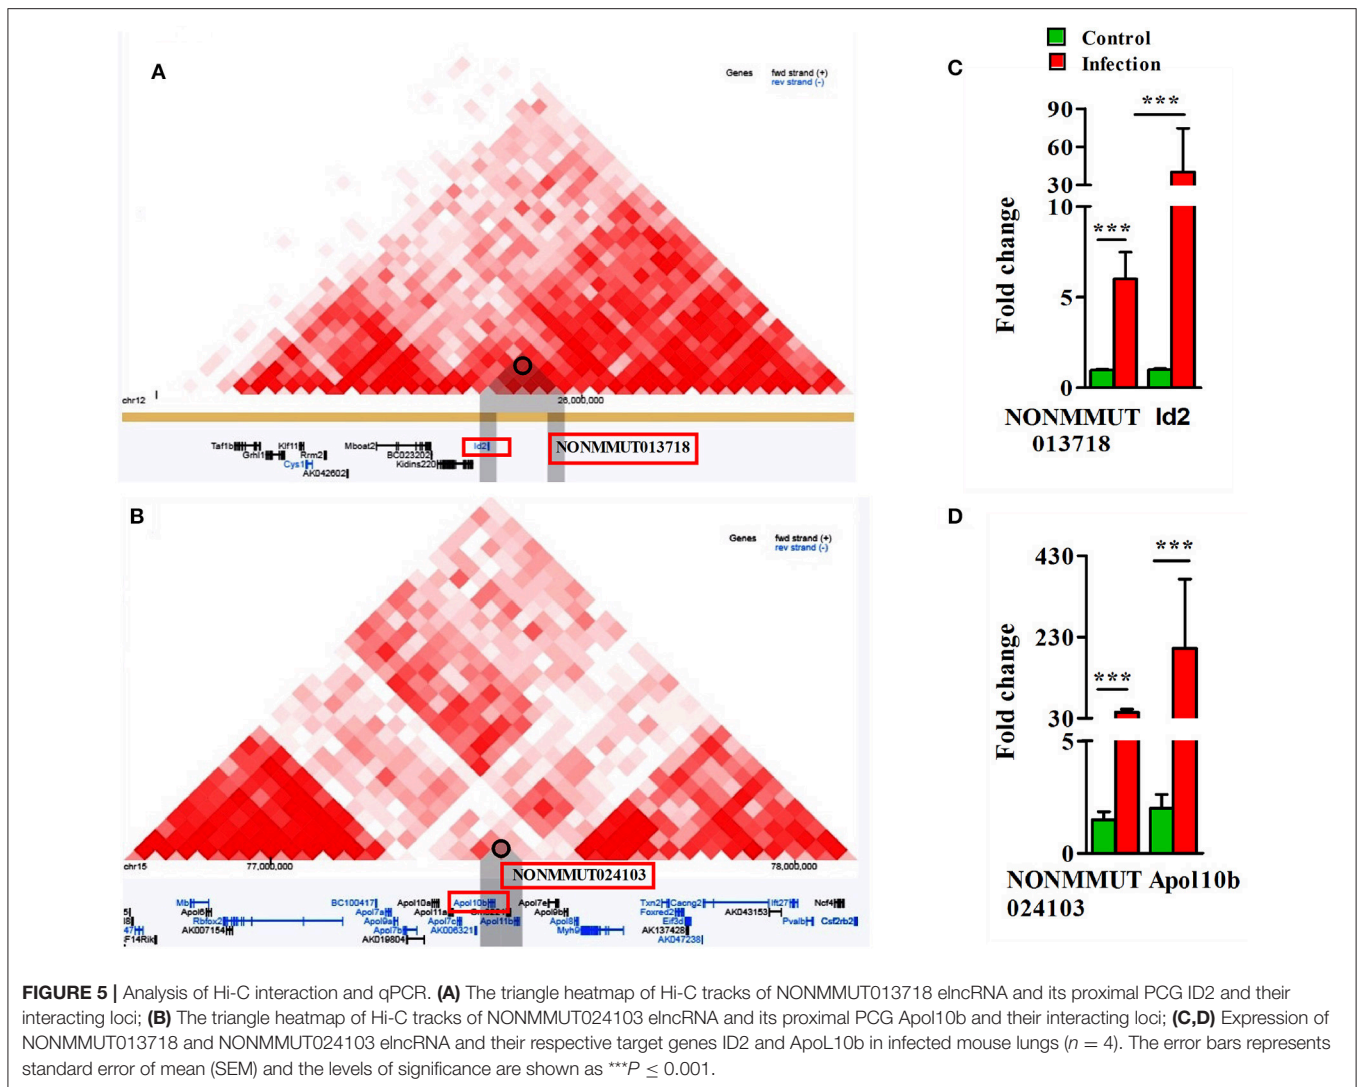 A
Genes fwd strand (+)
rev strand (-)
chr12
26,000,000
Taf1b
Klf11
Mboat2
Id2
NONMMUT013718
Grhl1
Rrm2
BC023202
Cys1
Kidins220
AK042602
B
Genes fwd strand (+)
rev strand (-)
chr15
77,000,000
78,000,000
NONMMUT024103
Mb
BC100417
Apol10a
Apol10b
Apol7e
Txn2
Cacng2
Ift27
Ncf4
Apol6
Apol7a
Apol11a
Apol9b
Foxred2
AK043153
Rbfox2
Apol9a
Apol7c
Apol11b
Apol8
Eif3d
Pvalb
Csf2rb2
47
AK007154
Apol7b
AK006321
Myh9
AK137428
F14Rik
AK019804
AK047238
Control
Infection
C
Fold change
90
60
30
10
5
0
***
***
NONMMUT
013718
Id2
D
Fold change
430
230
30
5
0
***
***
NONMMUT
024103
Apol10b
FIGURE 5 | Analysis of Hi-C interaction and qPCR. (A) The triangle heatmap of Hi-C tracks of NONMMUT013718 elncRNA and its proximal PCG ID2 and their
interacting loci; (B) The triangle heatmap of Hi-C tracks of NONMMUT024103 elncRNA and its proximal PCG Apol10b and their interacting loci; (C,D) Expression of
NONMMUT013718 and NONMMUT024103 elncRNA and their respective target genes ID2 and ApoL10b in infected mouse lungs (n = 4). The error bars represents
standard error of mean (SEM) and the levels of significance are shown as ***P ≤ 0.001.